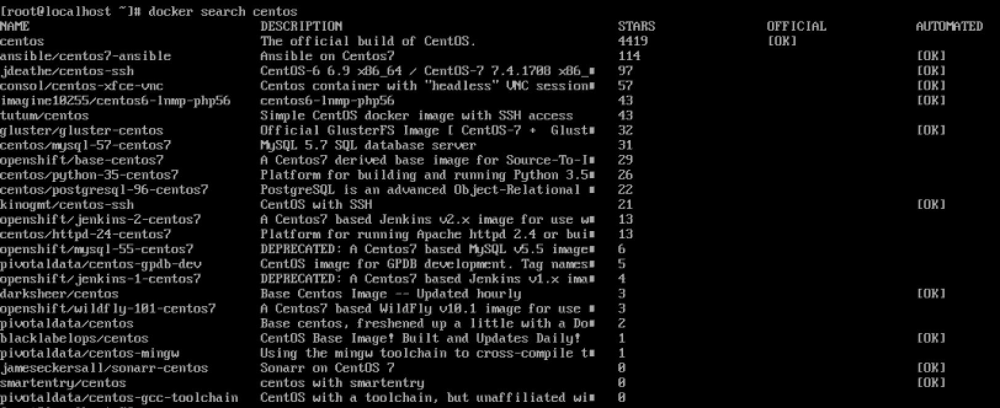 [root@localhost ~]# docker search centos
NAME DESCRIPTION STARS OFFICIAL AUTOMATED
centos The official build of CentOS. 4419 [OK]
ansible/centos7-ansible Ansible on Centos7 114 [OK]
jdeathe/centos-ssh CentOS-6 6.9 x86_64 / CentOS-7 7.4.1708 x86_■ 97 [OK]
consol/centos-xfce-vnc Centos container with "headless" VNC session■ 57 [OK]
imagine10255/centos6-lnmp-php56 centos6-lnmp-php56 43 [OK]
tutum/centos Simple CentOS docker image with SSH access 43
gluster/gluster-centos Official GlusterFS Image [ CentOS-7 + Glust■ 32 [OK]
centos/mysql-57-centos7 MySQL 5.7 SQL database server 31
openshift/base-centos7 A Centos7 derived base image for Source-To-I■ 29
centos/python-35-centos7 Platform for building and running Python 3.5■ 26
centos/postgresql-96-centos7 PostgreSQL is an advanced Object-Relational ■ 22
kinogmt/centos-ssh CentOS with SSH 21 [OK]
openshift/jenkins-2-centos7 A Centos7 based Jenkins v2.x image for use w■ 13
centos/httpd-24-centos7 Platform for running Apache httpd 2.4 or bui■ 13
openshift/mysql-55-centos7 DEPRECATED: A Centos7 based MySQL v5.5 image■ 6
pivotaldata/centos-gpdb-dev CentOS image for GPDB development. Tag names■ 5
openshift/jenkins-1-centos7 DEPRECATED: A Centos7 based Jenkins v1.x ima■ 4
darksheer/centos Base Centos Image -- Updated hourly 3 [OK]
openshift/wildfly-101-centos7 A Centos7 based WildFly v10.1 image for use ■ 3
pivotaldata/centos Base centos, freshened up a little with a Do■ 2
blacklabelops/centos CentOS Base Image! Built and Updates Daily! 1 [OK]
pivotaldata/centos-mingw Using the mingw toolchain to cross-compile t■ 1
jameseckersall/sonarr-centos Sonarr on CentOS 7 0 [OK]
smartentry/centos centos with smartentry 0 [OK]
pivotaldata/centos-gcc-toolchain CentOS with a toolchain, but unaffiliated wi■ 0